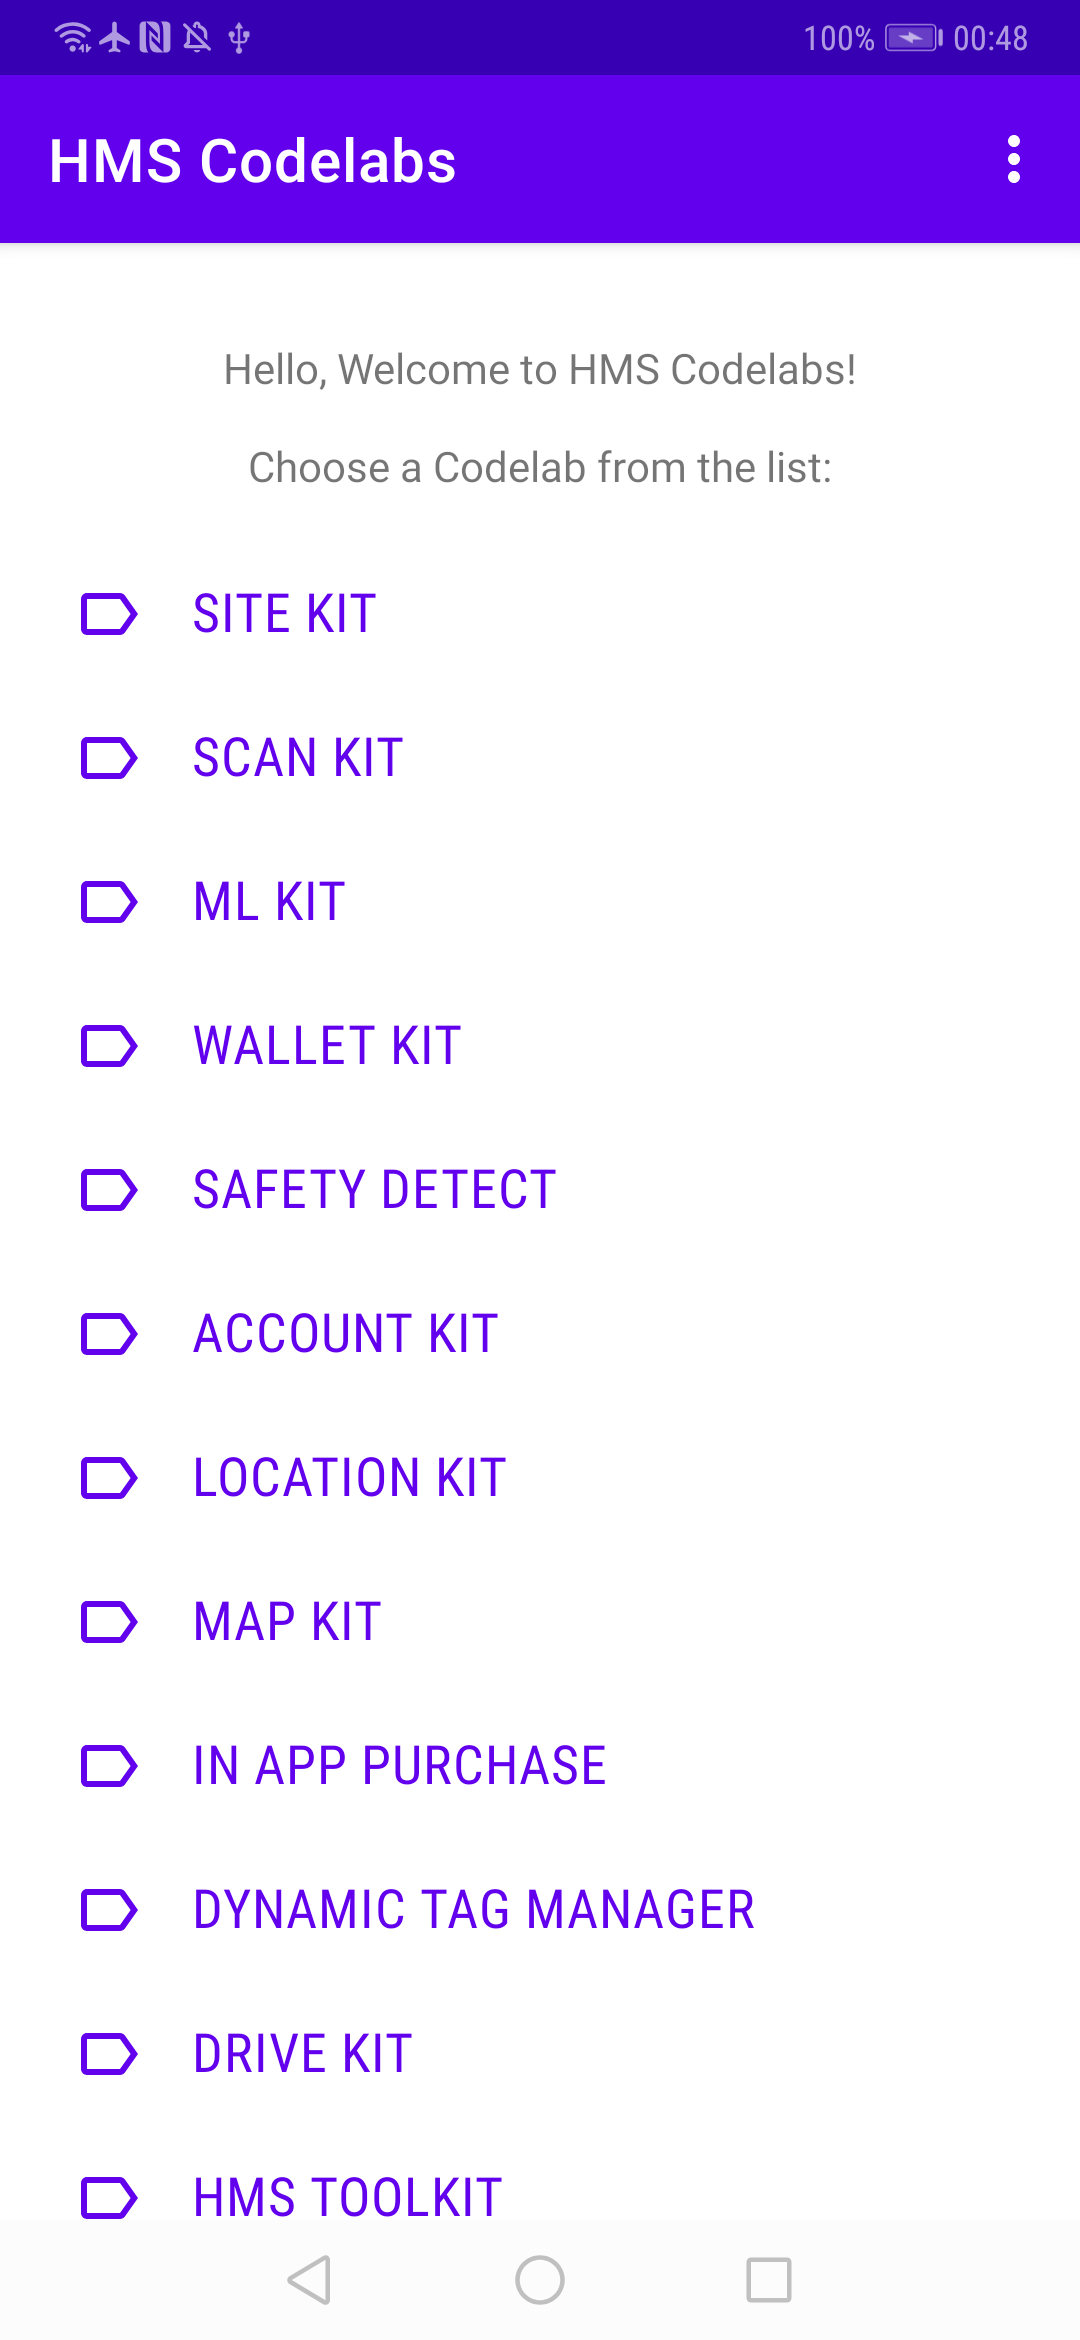 100% 00:48
HMS Codelabs
Hello, Welcome to HMS Codelabs!
Choose a Codelab from the list:
SITE KIT
SCAN KIT
ML KIT
WALLET KIT
SAFETY DETECT
ACCOUNT KIT
LOCATION KIT
MAP KIT
IN APP PURCHASE
DYNAMIC TAG MANAGER
DRIVE KIT
HMS TOOLKIT